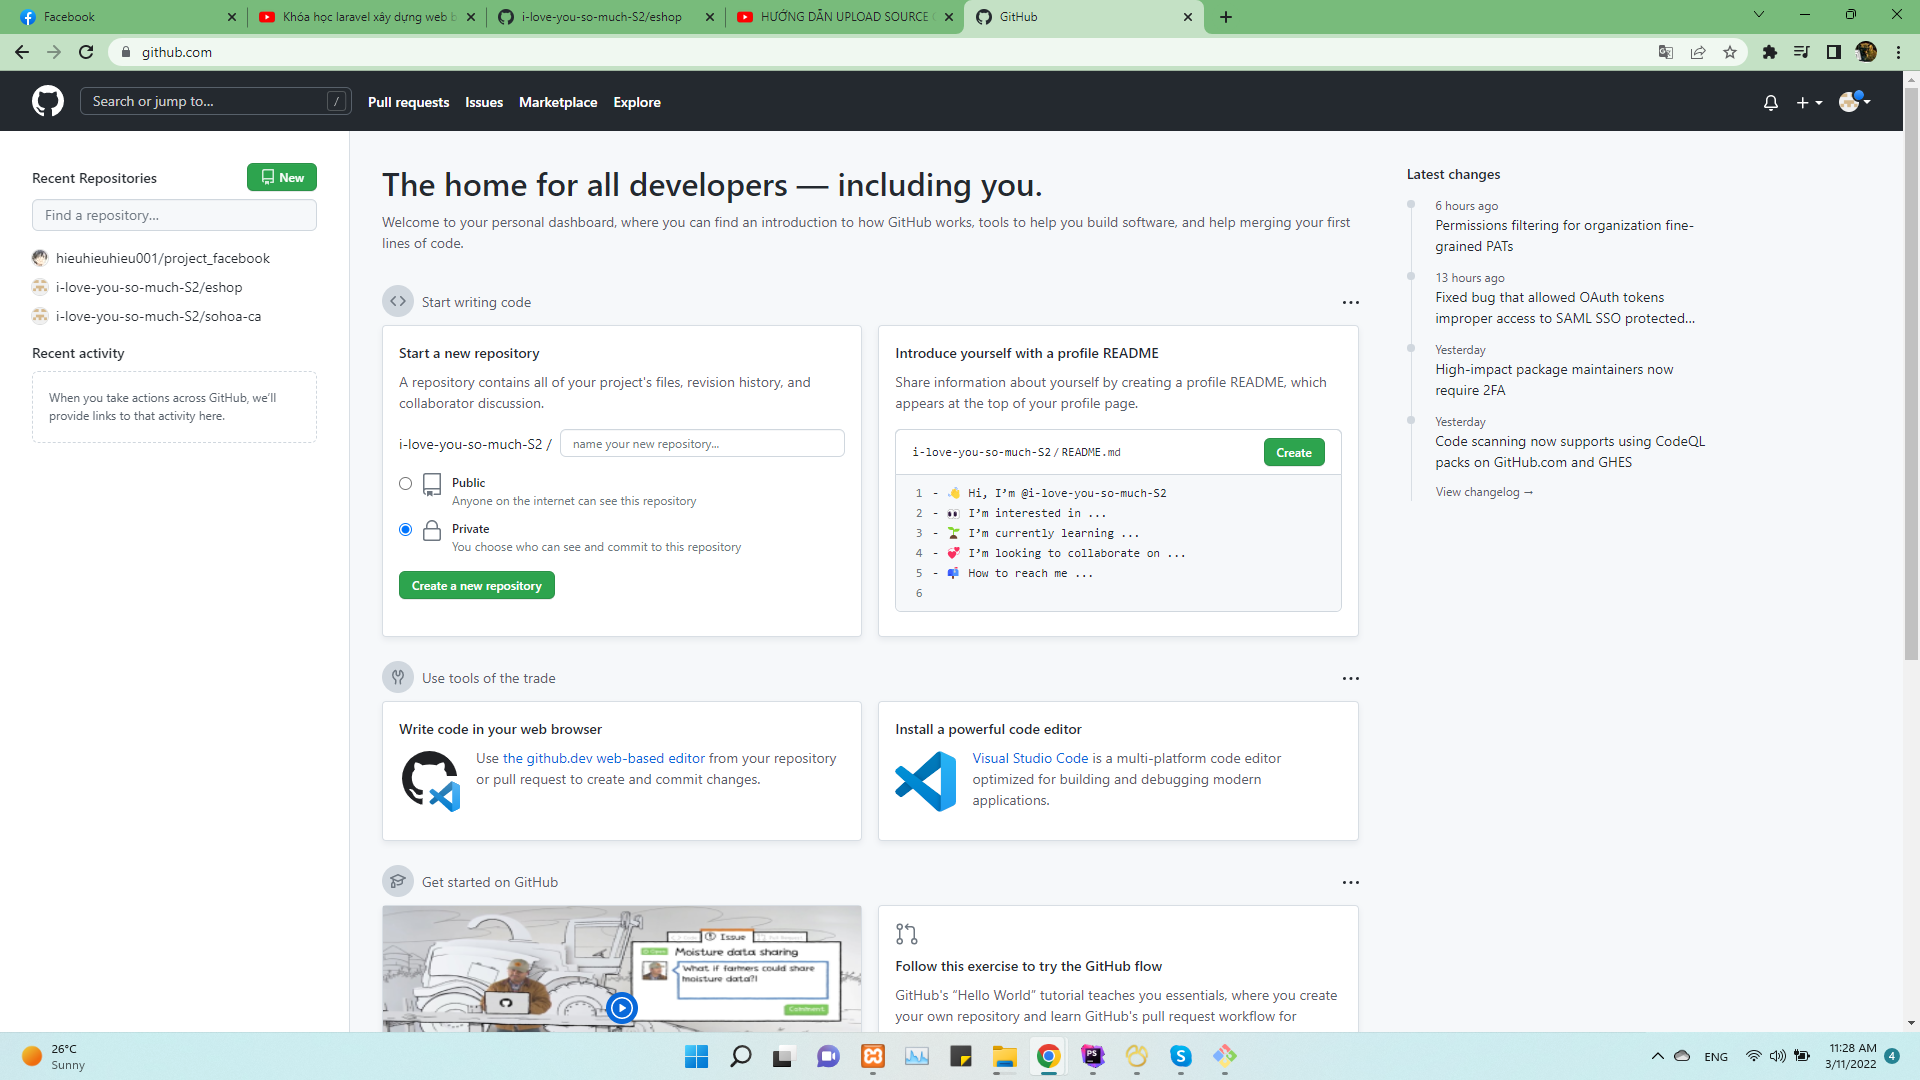 Facebook
Khóa học laravel xây dựng web b
i-love-you-so-much-S2/eshop
HƯỚNG DẪN UPLOAD SOURCE
GitHub
github.com
Search or jump to...
/
Pull requests
Issues
Marketplace
Explore
Recent Repositories
New
Find a repository...
hieuhieuhieu001/project_facebook
i-love-you-so-much-S2/eshop
i-love-you-so-much-S2/sohoa-ca
Recent activity
When you take actions across GitHub, we'll
provide links to that activity here.
The home for all developers — including you.
Welcome to your personal dashboard, where you can find an introduction to how GitHub works, tools to help you build software, and help merging your first
lines of code.
Start writing code
Start a new repository
A repository contains all of your project's files, revision history, and
collaborator discussion.
i-love-you-so-much-S2 /
name your new repository...
Public
Anyone on the internet can see this repository
Private
You choose who can see and commit to this repository
Create a new repository
Introduce yourself with a profile README
Share information about yourself by creating a profile README, which
appears at the top of your profile page.
i-love-you-so-much-S2 / README.md
Create
1 - 👋 Hi, I'm @i-love-you-so-much-S2
2 - 👀 I'm interested in ...
3 - 🌱 I'm currently learning ...
4 - 💞️ I'm looking to collaborate on ...
5 - 📫 How to reach me ...
6
Use tools of the trade
Write code in your web browser
Use the github.dev web-based editor from your repository
or pull request to create and commit changes.
Install a powerful code editor
Visual Studio Code is a multi-platform code editor
optimized for building and debugging modern
applications.
Get started on GitHub
Issue
Moisture data sharing
What if farmers could share
moisture data?!
Comment
Follow this exercise to try the GitHub flow
GitHub's “Hello World” tutorial teaches you essentials, where you create
your own repository and learn GitHub's pull request workflow for
Latest changes
6 hours ago
Permissions filtering for organization fine-
grained PATs
13 hours ago
Fixed bug that allowed OAuth tokens
improper access to SAML SSO protected...
Yesterday
High-impact package maintainers now
require 2FA
Yesterday
Code scanning now supports using CodeQL
packs on GitHub.com and GHES
View changelog →
26°C
Sunny
PS
ENG
11:28 AM
3/11/2022
4